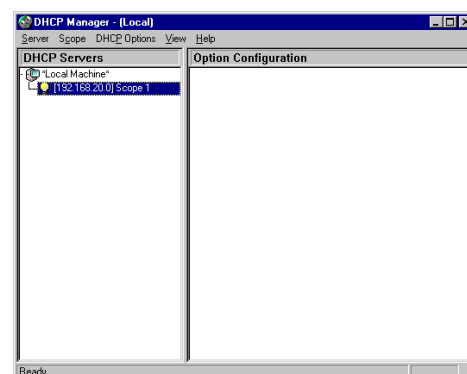 DHCP Manager - (Local)
Server Scope DHCP Options View Help
DHCP Servers
Option Configuration
*Local Machine*
[192.168.20.0] Scope 1
Ready